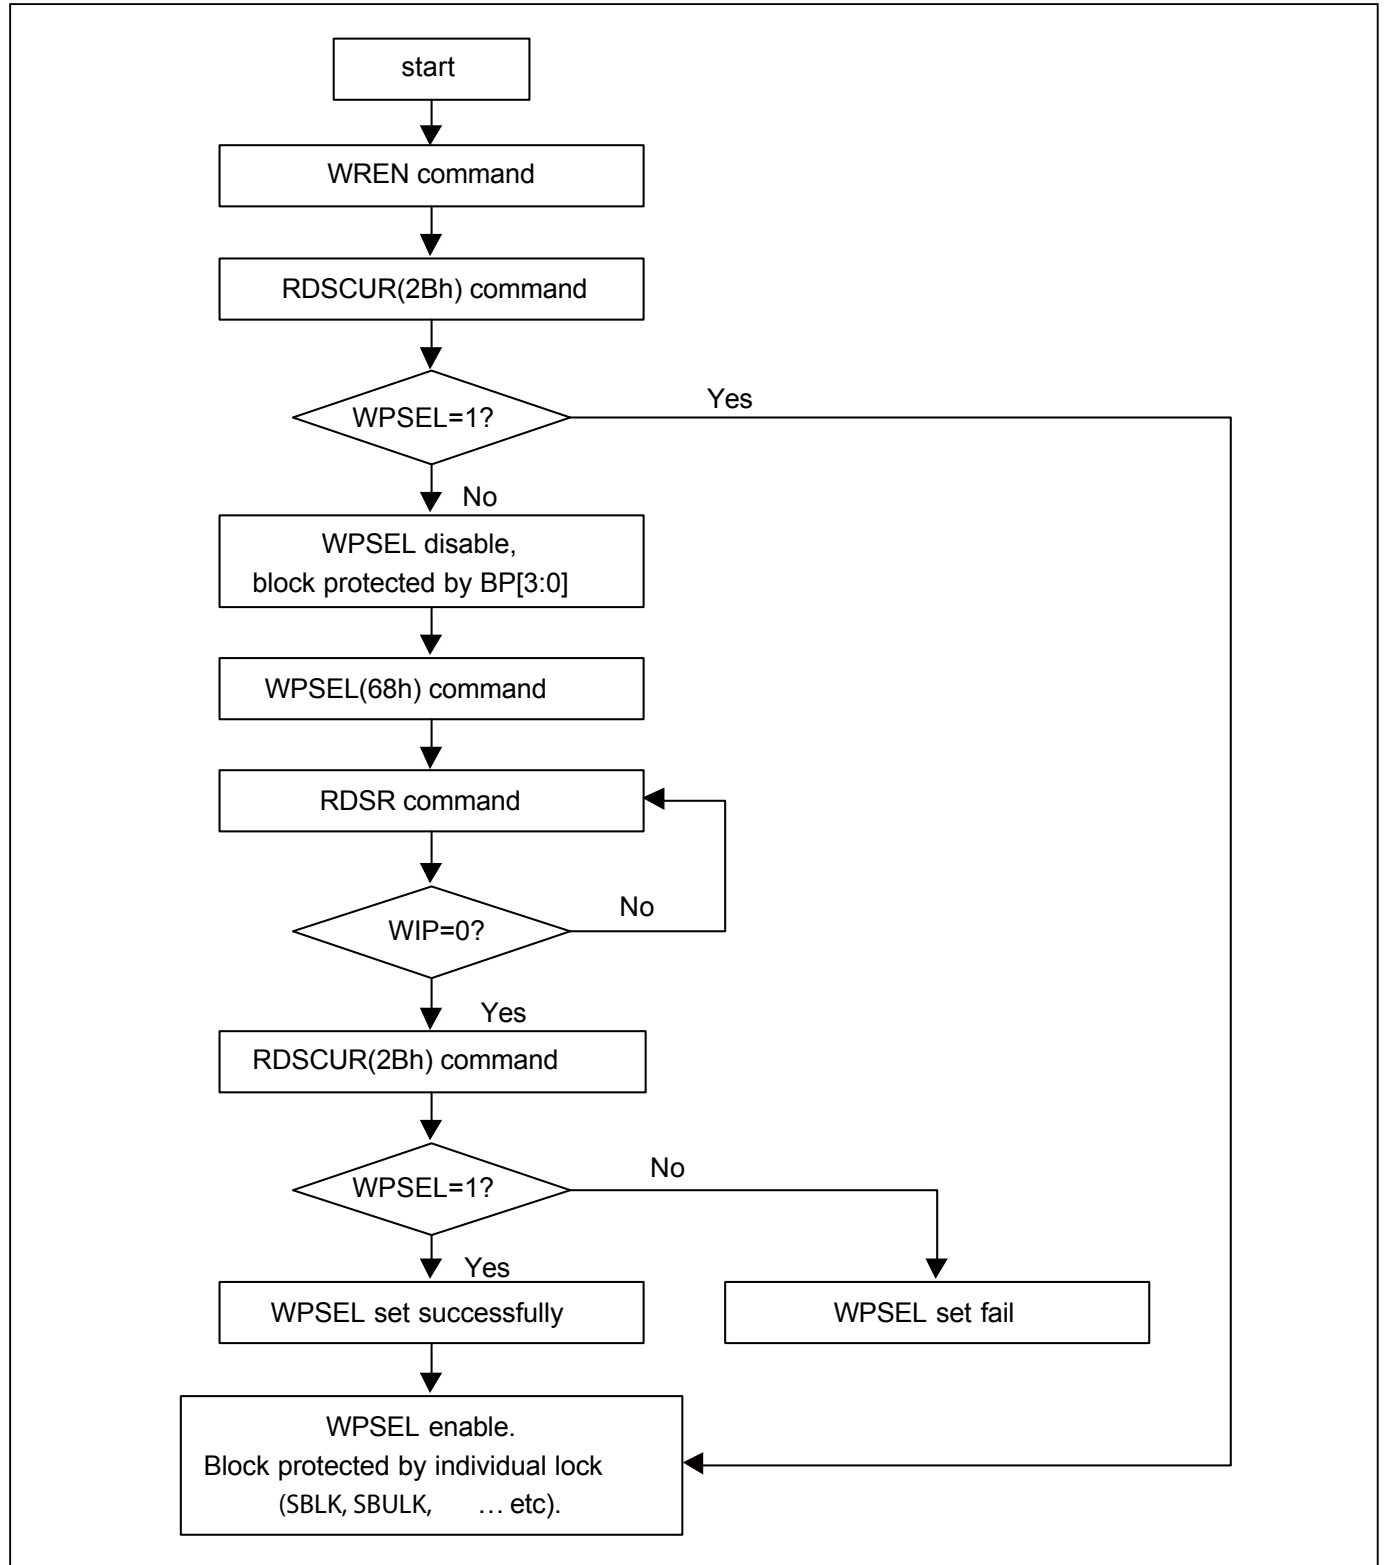 start
WREN command
RDSCUR(2Bh) command
WPSEL=1?
Yes
No
WPSEL disable,
block protected by BP[3:0]
WPSEL(68h) command
RDSR command
WIP=0?
No
Yes
RDSCUR(2Bh) command
WPSEL=1?
No
Yes
WPSEL set successfully
WPSEL set fail
WPSEL enable.
Block protected by individual lock
(SBLK, SBULK, … etc).